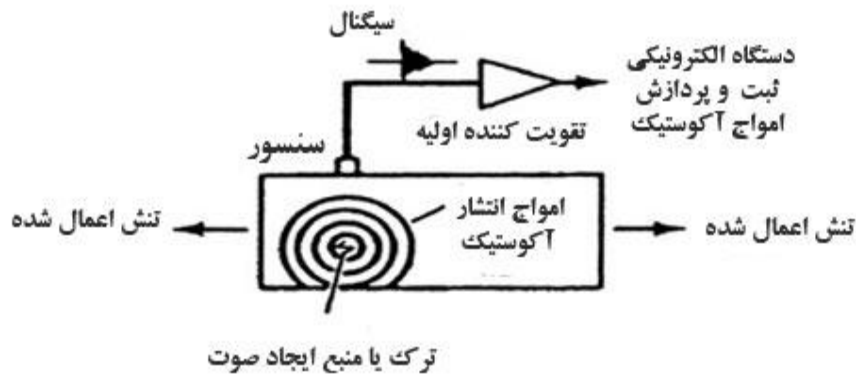 سیگنال
دستگاه الکترونیکی
ثبت و پردازش
امواج آکوستیک
تقویت کننده اولیه
سنسور
امواج انتشار
آکوستیک
تنش اعمال شده
تنش اعمال شده
ترک یا منبع ایجاد صوت